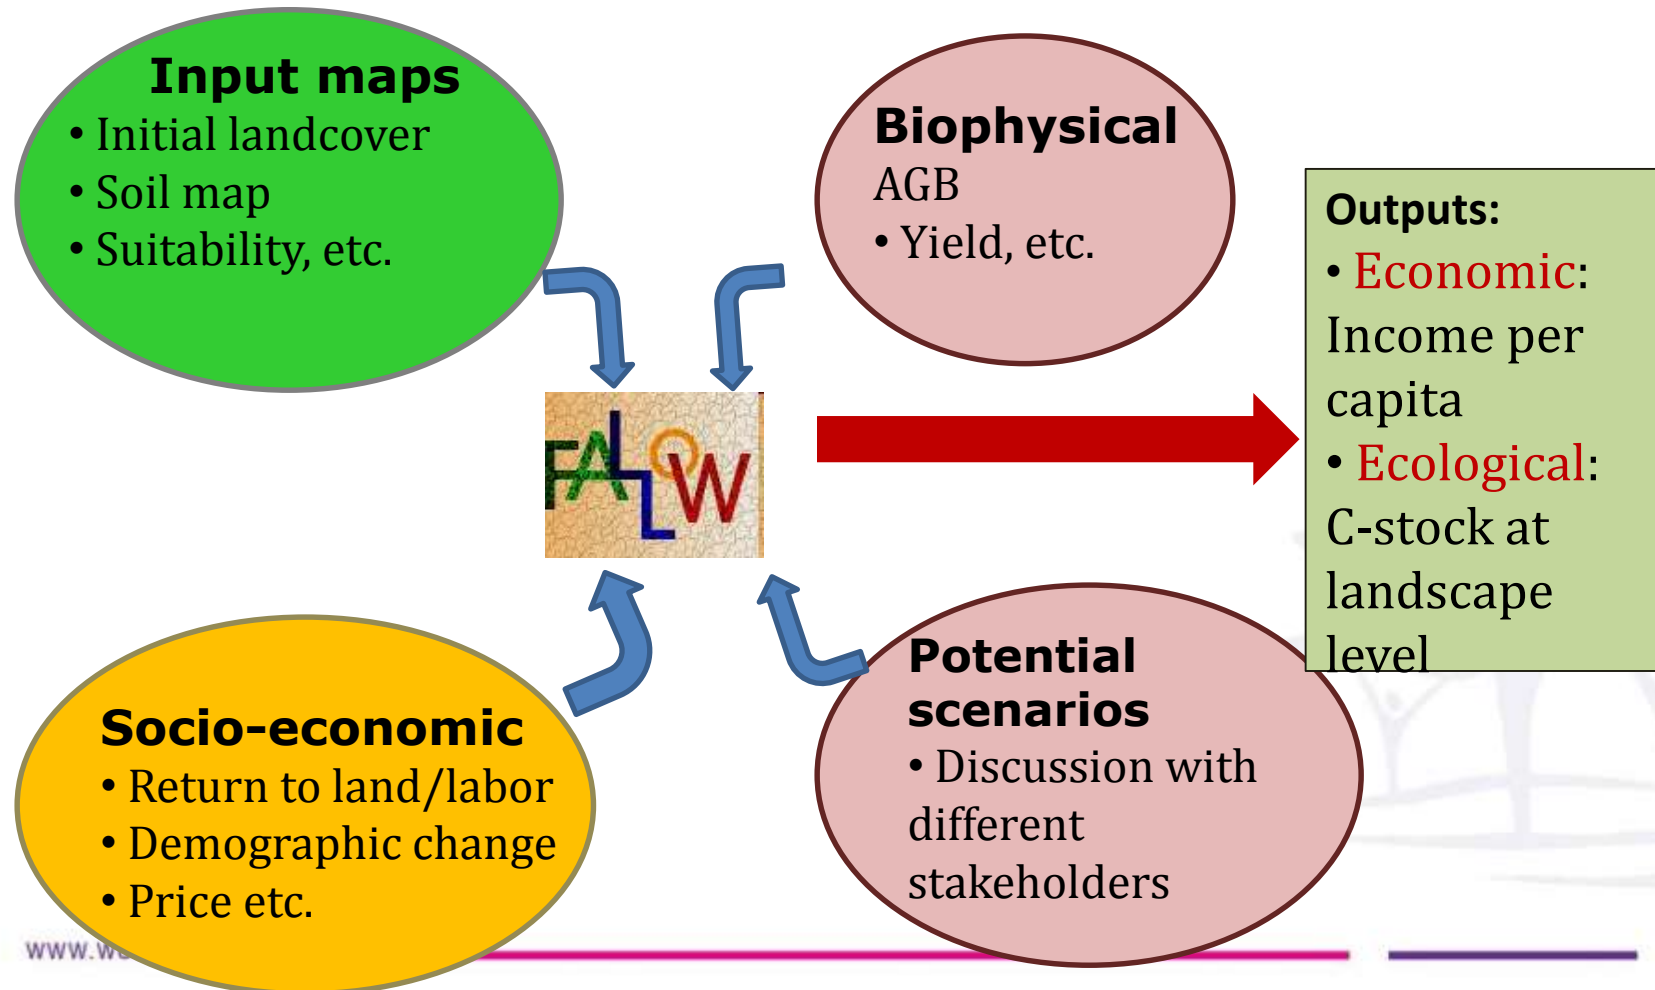 Input maps
• Initial landcover
• Soil map
• Suitability, etc.
Biophysical
AGB
• Yield, etc.
Outputs:
• Economic:
Income per
capita
• Ecological:
C-stock at
landscape
level
FALLOW
Socio-economic
• Return to land/labor
• Demographic change
• Price etc.
Potential
scenarios
• Discussion with
different
stakeholders